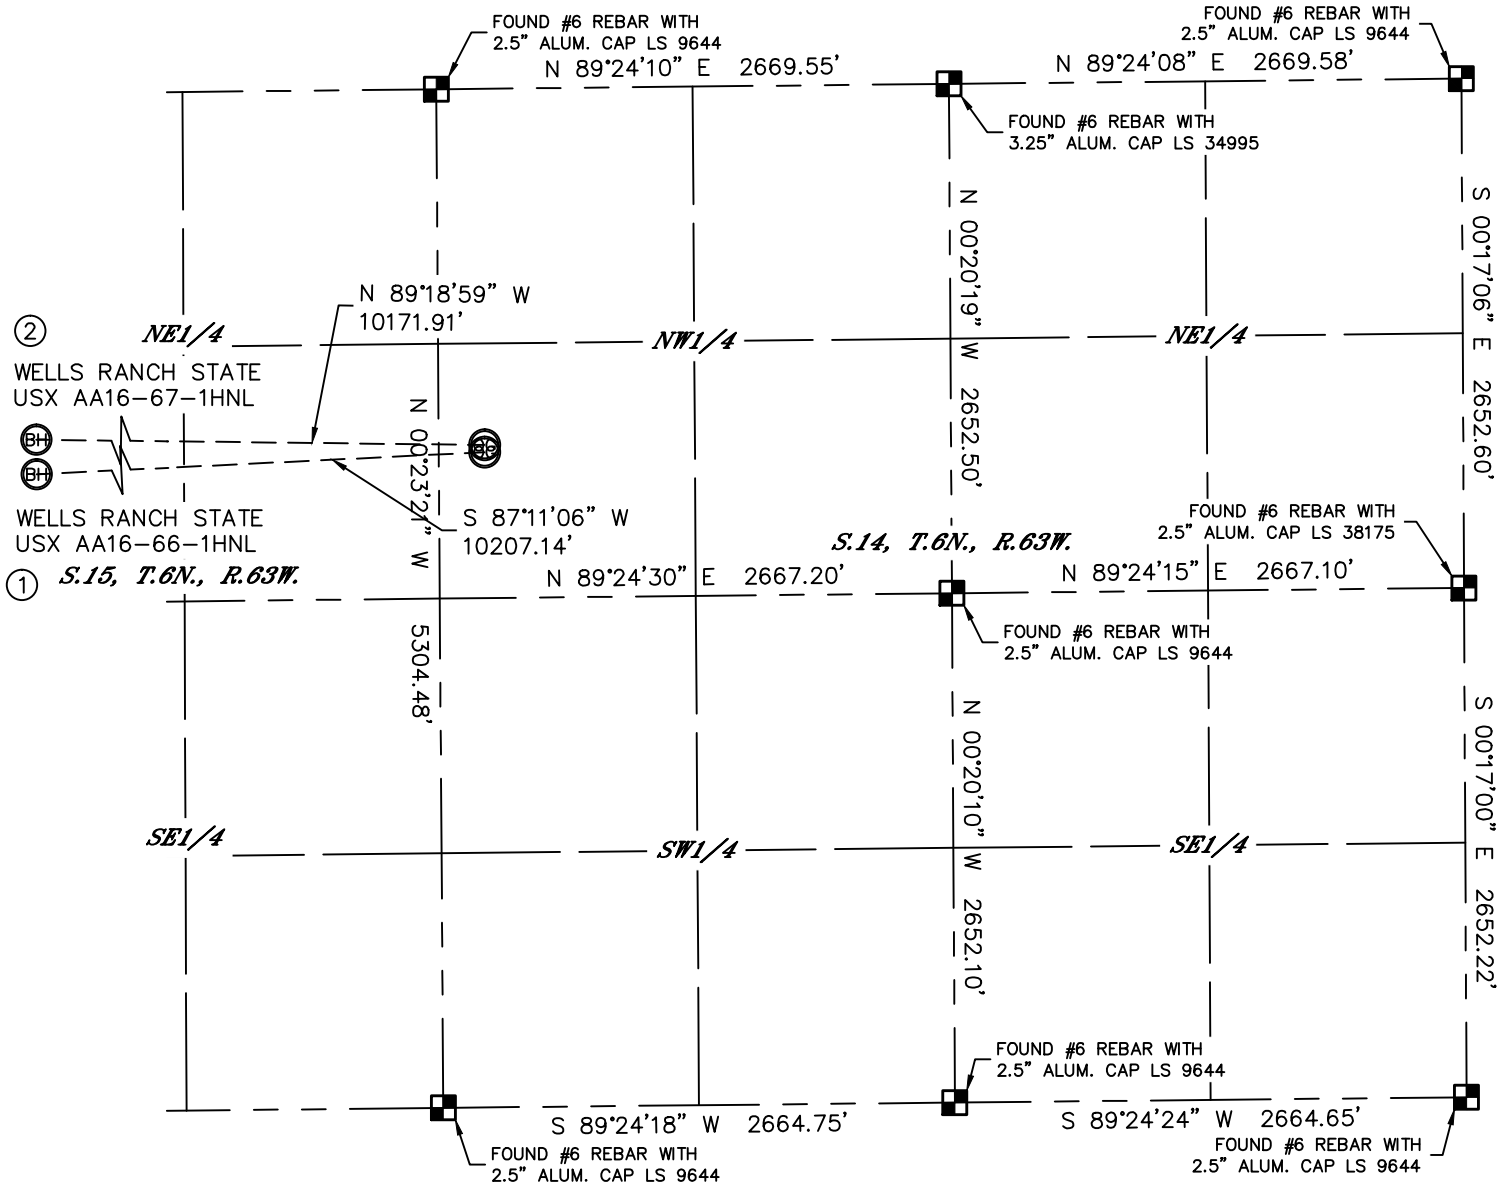 FOUND #6 REBAR WITH
2.5" ALUM. CAP LS 9644
FOUND #6 REBAR WITH
2.5" ALUM. CAP LS 9644
N 89°24'10" E 2669.55'
N 89°24'08" E 2669.58'
FOUND #6 REBAR WITH
3.25" ALUM. CAP LS 34995
N 00°20'19" W 2652.50'
S 00°17'06" E 2652.60'
N 89°18'59" W
10171.91'
2
NE1/4
NW1/4
NE1/4
WELLS RANCH STATE
USX AA16-67-1HNL
N 00°23'21" W 5304.48'
BH
BH
WELLS RANCH STATE
USX AA16-66-1HNL
S 87°11'06" W
10207.14'
FOUND #6 REBAR WITH
2.5" ALUM. CAP LS 38175
S.14, T.6N., R.63W.
1
S.15, T.6N., R.63W.
N 89°24'30" E 2667.20'
N 89°24'15" E 2667.10'
FOUND #6 REBAR WITH
2.5" ALUM. CAP LS 9644
N 00°20'10" W 2652.10'
S 00°17'00" E 2652.22'
SE1/4
SW1/4
SE1/4
FOUND #6 REBAR WITH
2.5" ALUM. CAP LS 9644
S 89°24'18" W 2664.75'
S 89°24'24" W 2664.65'
FOUND #6 REBAR WITH
2.5" ALUM. CAP LS 9644
FOUND #6 REBAR WITH
2.5" ALUM. CAP LS 9644